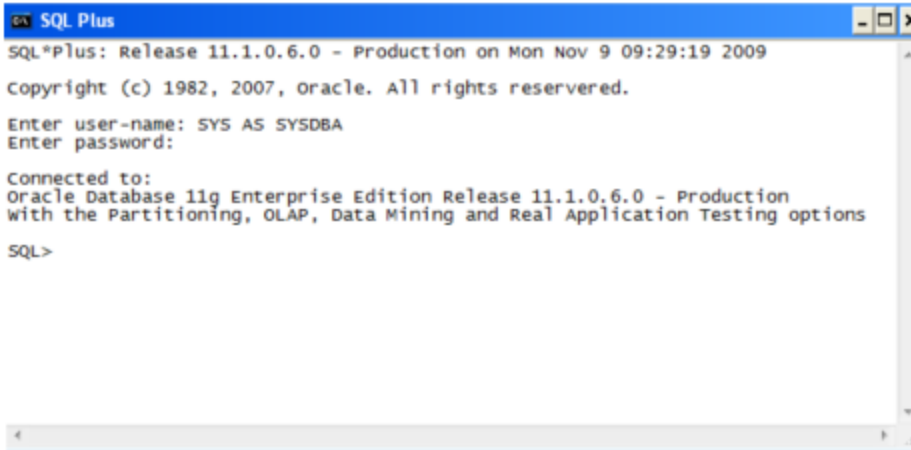 SQL Plus
SQL*Plus: Release 11.1.0.6.0 - Production on Mon Nov 9 09:29:19 2009
Copyright (c) 1982, 2007, Oracle. All rights reservered.
Enter user-name: SYS AS SYSDBA
Enter password:
Connected to:
Oracle Database 11g Enterprise Edition Release 11.1.0.6.0 - Production
With the Partitioning, OLAP, Data Mining and Real Application Testing options
SQL>